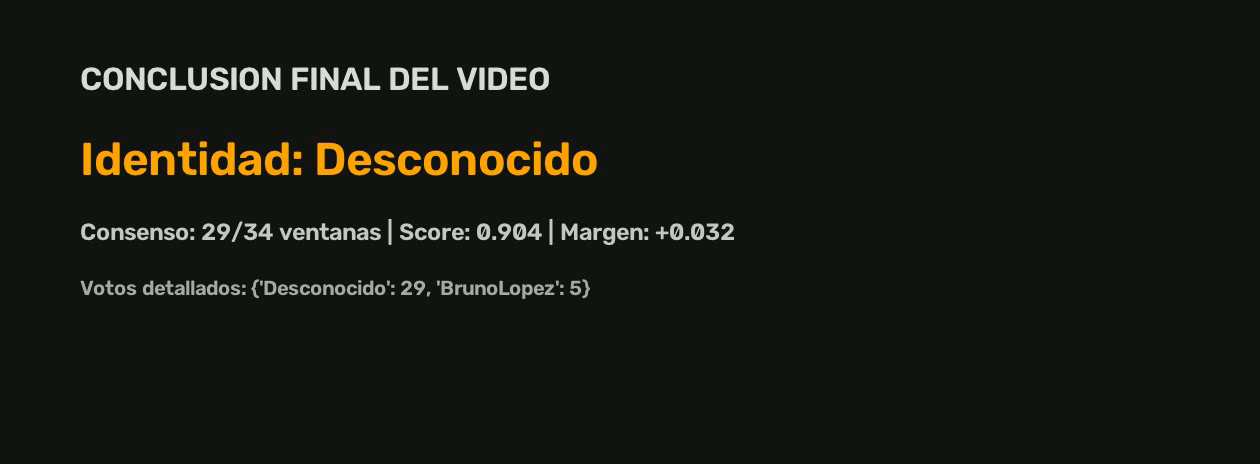 CONCLUSION FINAL DEL VIDEO
Identidad: Desconocido
Consenso: 29/34 ventanas | Score: 0.904 | Margen: +0.032
Votos detallados: {'Desconocido': 29, 'BrunoLopez': 5}